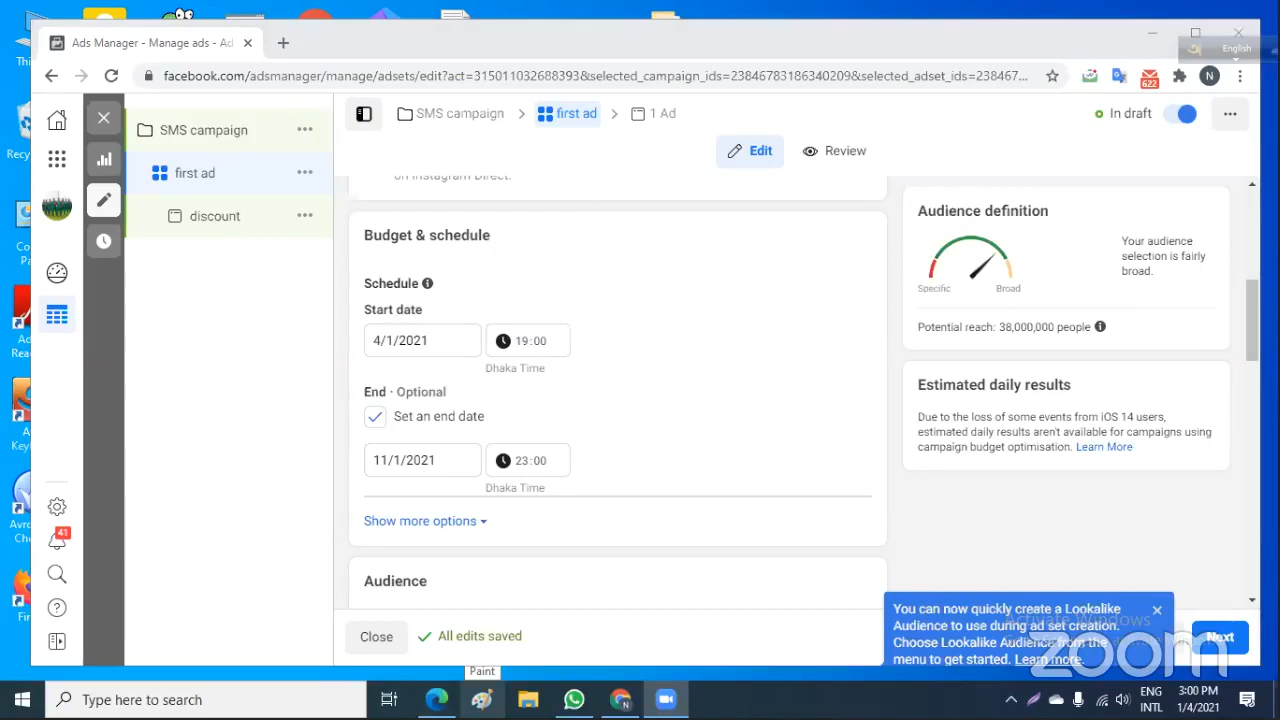 Ads Manager - Manage ads - Ad
English
facebook.com/adsmanager/manage/adsets/edit?act=315011032688393&selected_campaign_ids=23846783186340209&selected_adset_ids=238467...
622
N
SMS campaign
first ad
discount
SMS campaign > first ad > 1 Ad
In draft
Edit
Review
on Instagram Direct.
Budget & schedule
Schedule
Start date
4/1/2021
19:00
Dhaka Time
End · Optional
Set an end date
11/1/2021
23:00
Dhaka Time
Show more options
Audience
Audience definition
Specific
Broad
Your audience
selection is fairly
broad.
Potential reach: 38,000,000 people
Estimated daily results
Due to the loss of some events from iOS 14 users,
estimated daily results aren't available for campaigns using
campaign budget optimisation. Learn More
41
Close
All edits saved
You can now quickly create a Lookalike
Audience to use during ad set creation.
Choose Lookalike Audience from the
menu to get started. Learn more.
Activate Windows
Next
zoom
Paint
Type here to search
ENG
INTL
3:00 PM
1/4/2021